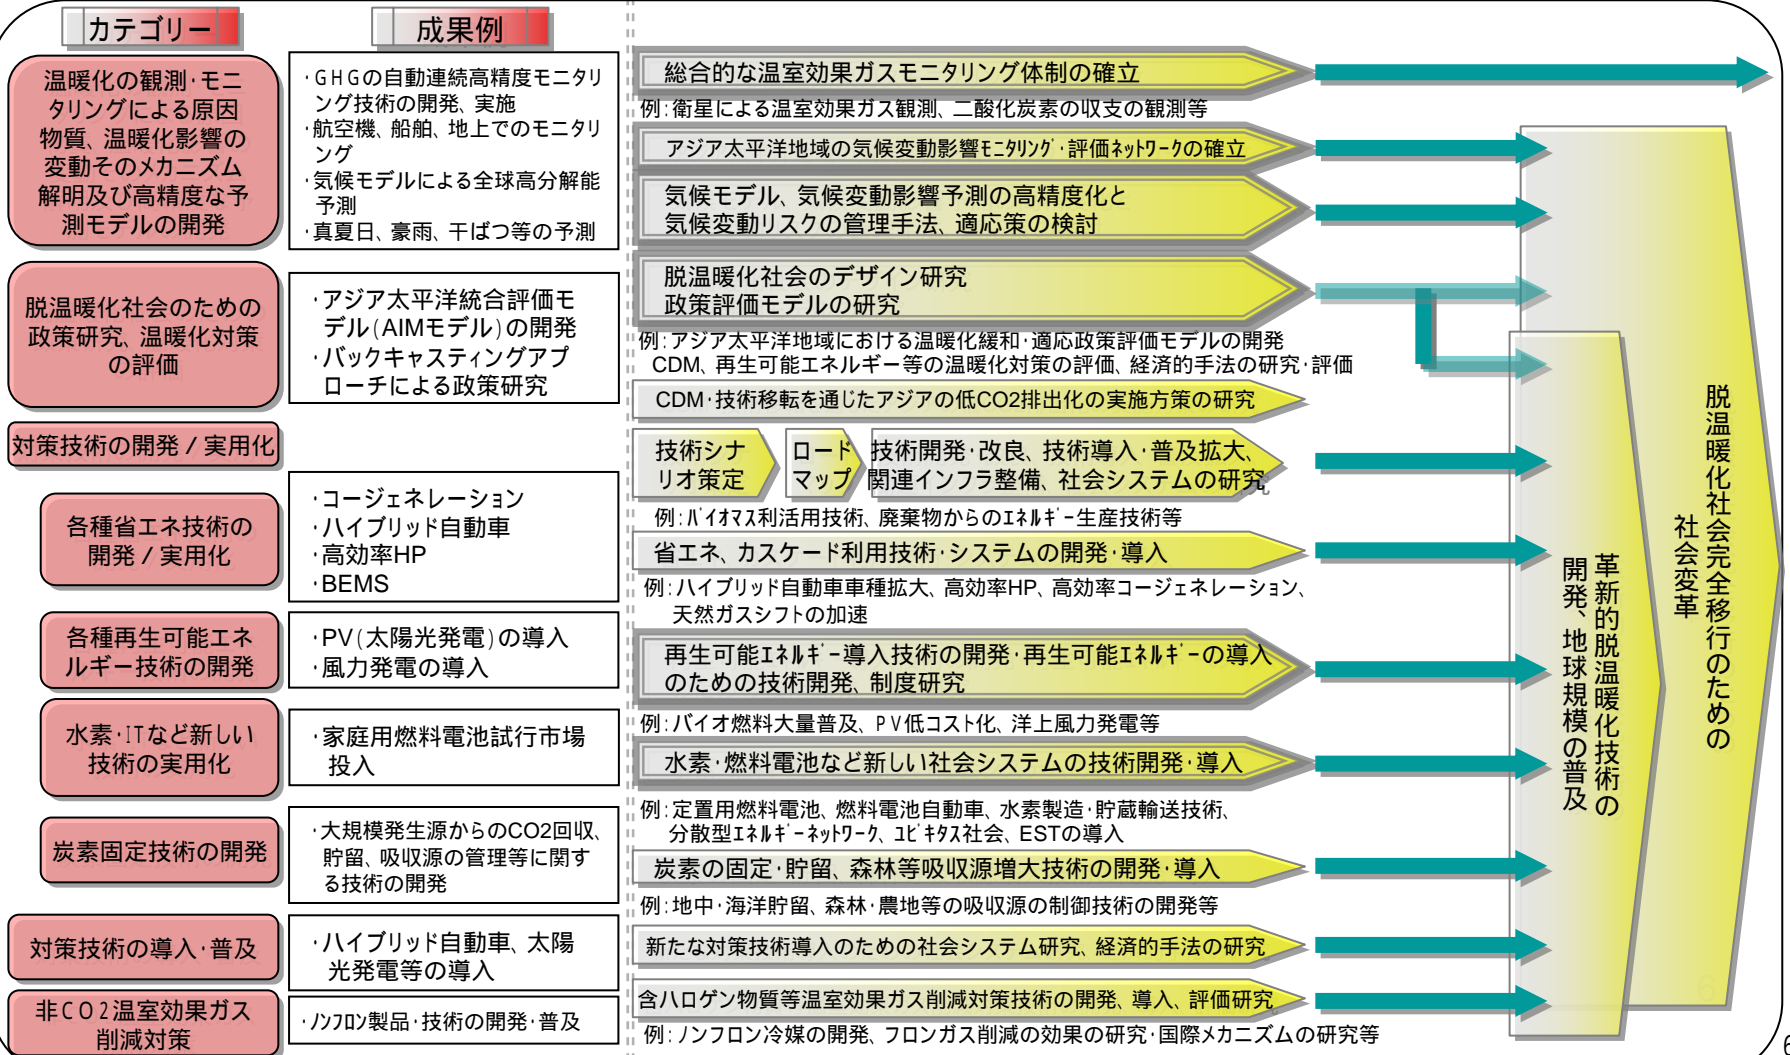 カテゴリー
成果例
温暖化の観測･モニ
タリングによる原因
物質、温暖化影響の
変動そのメカニズム
解明及び高精度な予
測モデルの開発
･GHGの自動連続高精度モニタリ
ング技術の開発、実施
･航空機、船舶、地上でのモニタリ
ング
･気候モデルによる全球高分解能
予測
･真夏日、豪雨、干ばつ等の予測
総合的な温室効果ガスモニタリング体制の確立
例:衛星による温室効果ガス観測、二酸化炭素の収支の観測等
アジア太平洋地域の気候変動影響ﾓﾆﾀﾘﾝｸﾞ･評価ネットワークの確立
気候モデル、気候変動影響予測の高精度化と
気候変動リスクの管理手法、適応策の検討
脱温暖化社会のための
政策研究、温暖化対策
の評価
･アジア太平洋統合評価モ
デル(AIMモデル)の開発
･バックキャスティングアプ
ローチによる政策研究
脱温暖化社会のデザイン研究
政策評価モデルの研究
例:アジア太平洋地域における温暖化緩和･適応政策評価モデルの開発
CDM、再生可能エネルギー等の温暖化対策の評価、経済的手法の研究･評価
CDM･技術移転を通じたアジアの低CO2排出化の実施方策の研究
対策技術の開発/実用化
技術シナ
リオ策定
ロード
マップ
技術開発･改良、技術導入･普及拡大、
関連インフラ整備、社会システムの研究
例:ﾊﾞｲｵﾏｽ利活用技術、廃棄物からのｴﾈﾙｷﾞｰ生産技術等
各種省エネ技術の
開発/実用化
･コージェネレーション
･ハイブリッド自動車
･高効率HP
･BEMS
省エネ、カスケード利用技術･システムの開発･導入
例:ハイブリッド自動車車種拡大、高効率HP、高効率コージェネレーション、
天然ガスシフトの加速
各種再生可能エネ
ルギー技術の開発
･PV(太陽光発電)の導入
･風力発電の導入
再生可能ｴﾈﾙｷﾞｰ導入技術の開発･再生可能ｴﾈﾙｷﾞｰの導入
のための技術開発、制度研究
例:バイオ燃料大量普及、PV低コスト化、洋上風力発電等
水素･ITなど新しい
技術の実用化
･家庭用燃料電池試行市場
投入
水素･燃料電池など新しい社会システムの技術開発･導入
例:定置用燃料電池、燃料電池自動車、水素製造･貯蔵輸送技術、
分散型ｴﾈﾙｷﾞｰﾈｯﾄﾜｰｸ、ﾕﾋﾞｷﾀｽ社会、ESTの導入
炭素固定技術の開発
･大規模発生源からのCO2回収、
貯留、吸収源の管理等に関す
る技術の開発
炭素の固定･貯留、森林等吸収源増大技術の開発･導入
例:地中･海洋貯留、森林･農地等の吸収源の制御技術の開発等
対策技術の導入･普及
･ハイブリッド自動車、太陽
光発電等の導入
新たな対策技術導入のための社会システム研究、経済的手法の研究
非CO2温室効果ガス
削減対策
･ﾉﾝﾌﾛﾝ製品･技術の開発･普及
含ハロゲン物質等温室効果ガス削減対策技術の開発、導入、評価研究
例:ノンフロン冷媒の開発、フロンガス削減の効果の研究･国際メカニズムの研究等
革新的脱温暖化技術の
開発、地球規模の普及
脱温暖化社会完全移行のための
社会変革
6